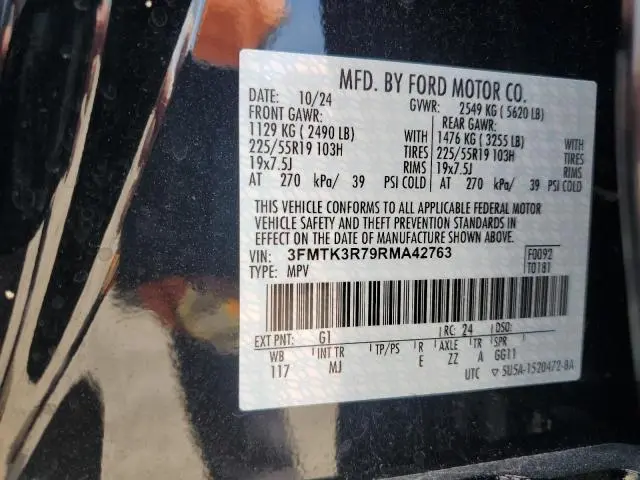 MFD. BY FORD MOTOR CO.
DATE: 10/24 GVWR: 2549 KG ( 5620 LB)
FRONT GAWR: REAR GAWR:
1129 KG ( 2490 LB) WITH 1476 KG ( 3255 LB) WITH
225/55R19 103H TIRES 225/55R19 103H TIRES
19x7.5J RIMS 19x7.5J RIMS
AT 270 kPa/ 39 PSI COLD AT 270 kPa/ 39 PSI COLD
THIS VEHICLE CONFORMS TO ALL APPLICABLE FEDERAL MOTOR
VEHICLE SAFETY AND THEFT PREVENTION STANDARDS IN
EFFECT ON THE DATE OF MANUFACTURE SHOWN ABOVE.
VIN: 3FMTK3R79RMA42763 F0092
TYPE: MPV T0181
EXT PNT: G1 RC: 24 DSO:
WB INT TR TP/PS R AXLE TR SPR
117 MJ E ZZ A GG11
UTC ▽ 5U5A-1520472-BA